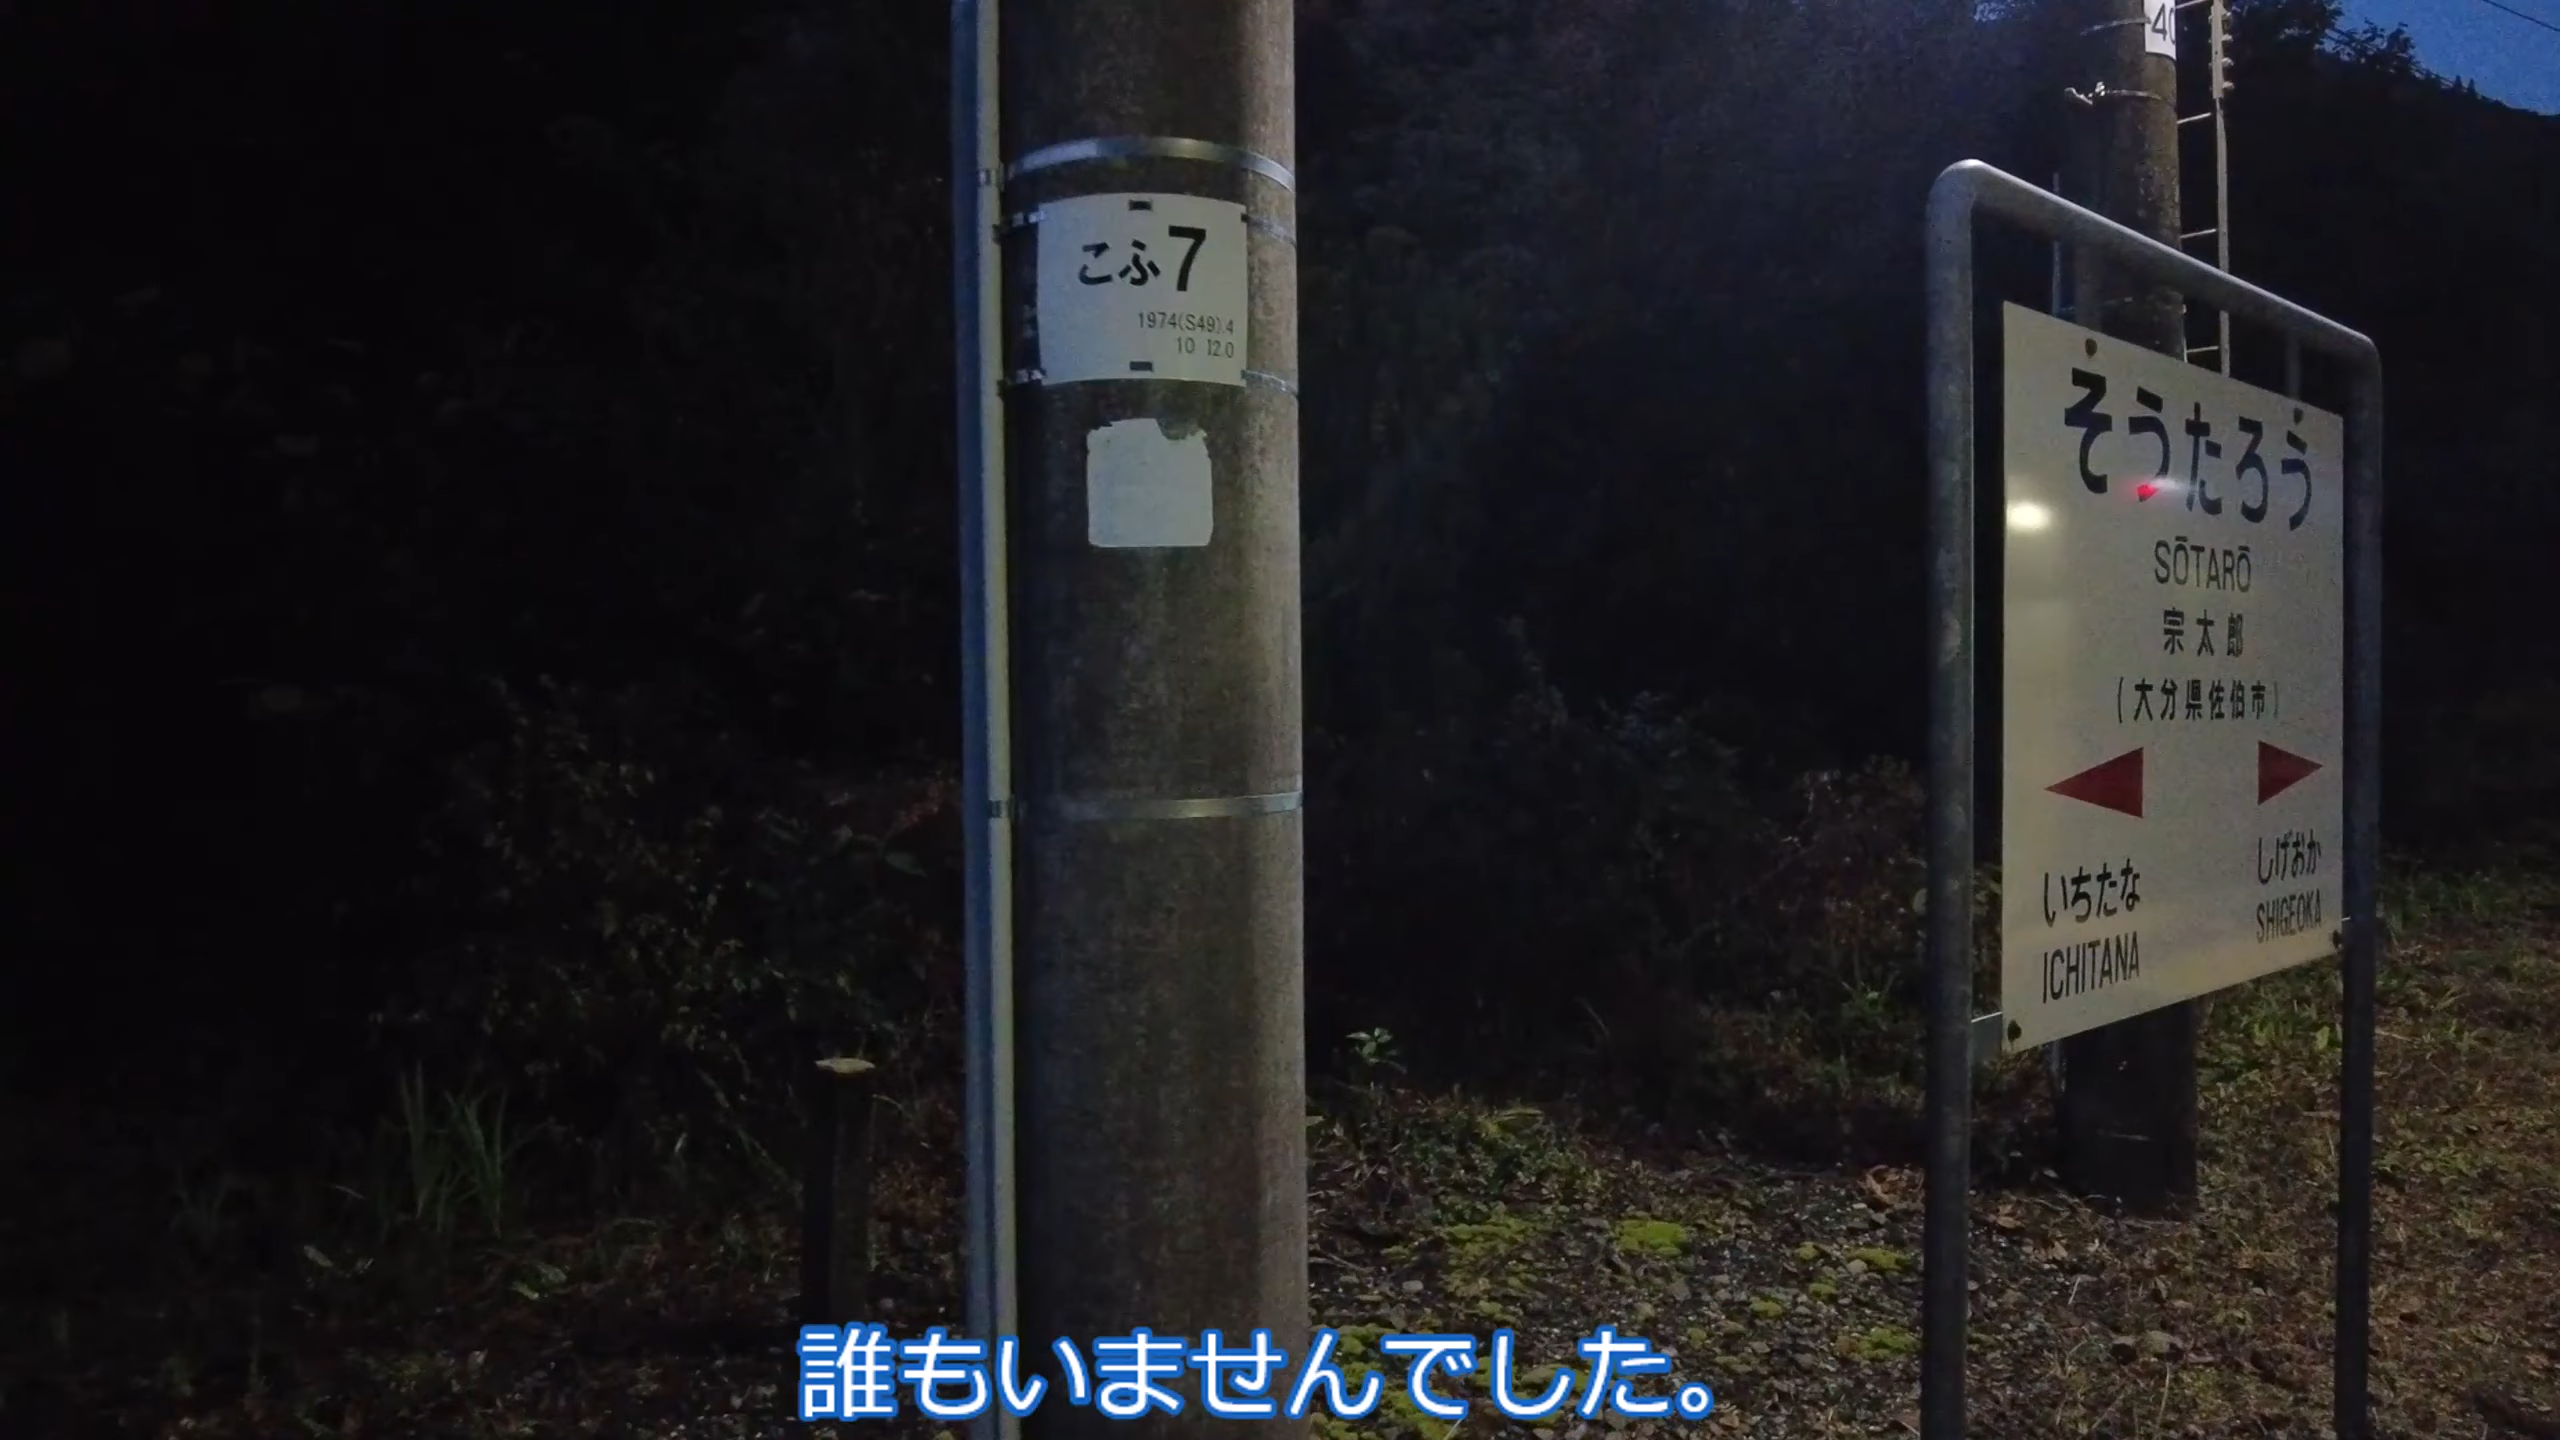 こふ7
1974(S49).4
10 12.0
40
そうたろう
SŌTARŌ
宗太郎
(大分県佐伯市)
いちたな
ICHITANA
しげおか
SHIGEOKA
誰もいませんでした。